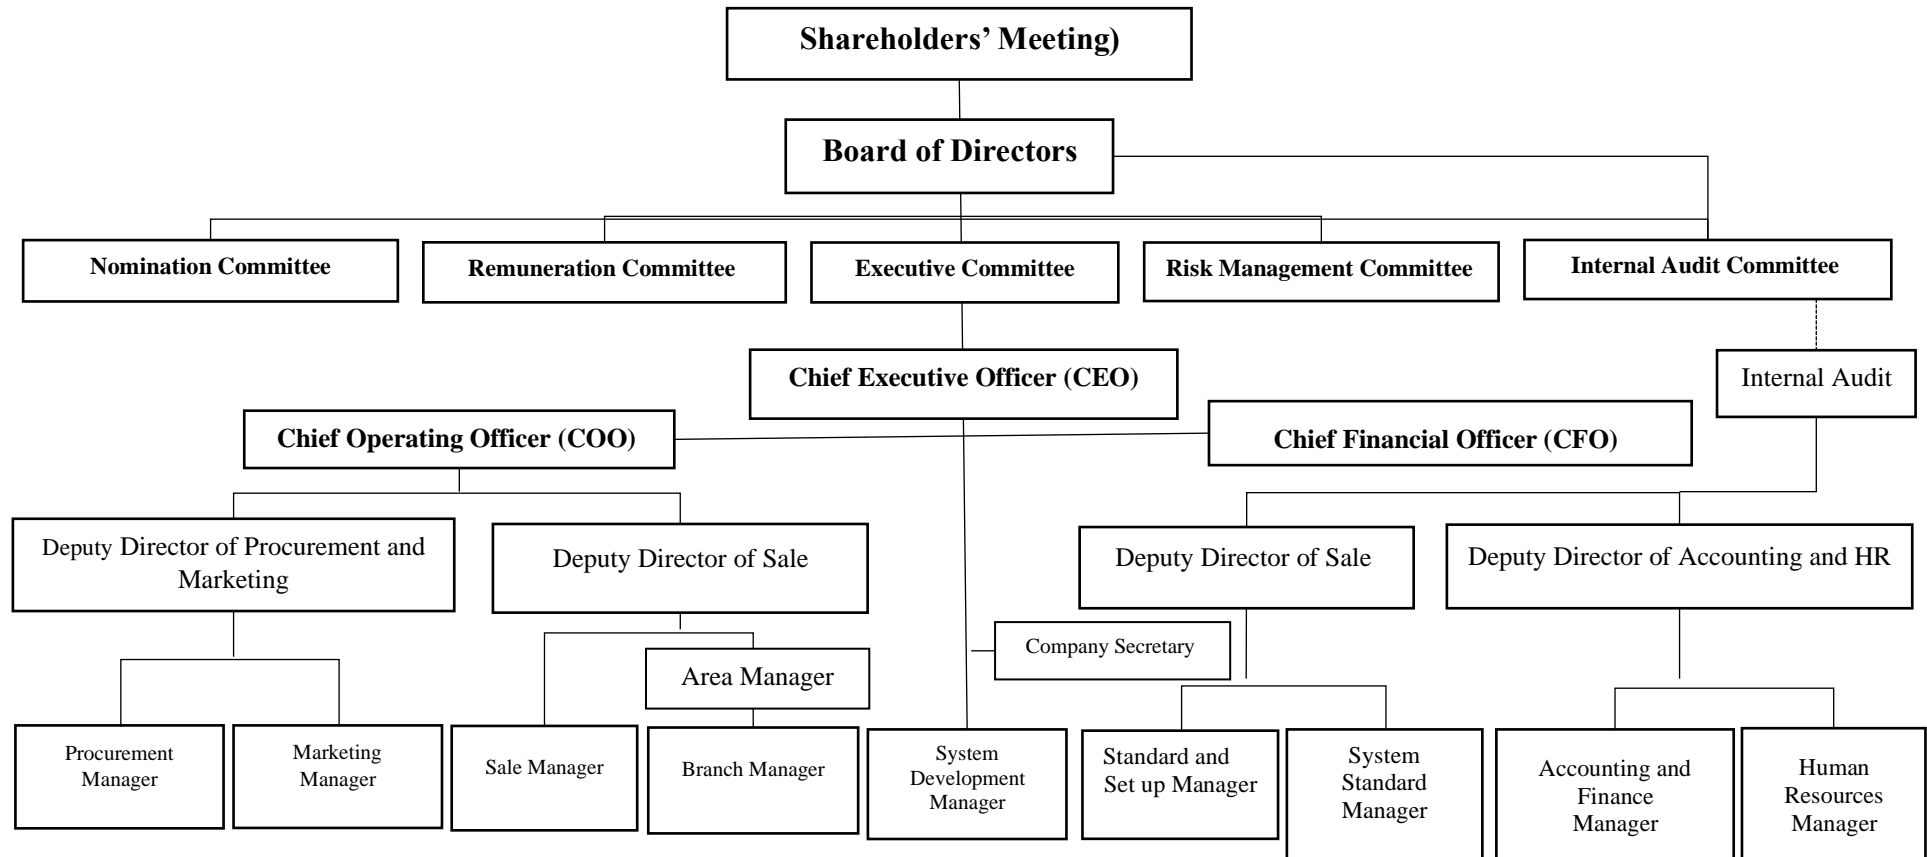 Shareholders’ Meeting)
Board of Directors
Nomination Committee
Remuneration Committee
Executive Committee
Risk Management Committee
Internal Audit Committee
Chief Executive Officer (CEO)
Internal Audit
Chief Operating Officer (COO)
Chief Financial Officer (CFO)
Deputy Director of Procurement and
Marketing
Deputy Director of Sale
Deputy Director of Sale
Deputy Director of Accounting and HR
Company Secretary
Area Manager
Procurement
Manager
Marketing
Manager
Sale Manager
Branch Manager
System
Development
Manager
Standard and
Set up Manager
System
Standard
Manager
Accounting and
Finance
Manager
Human
Resources
Manager